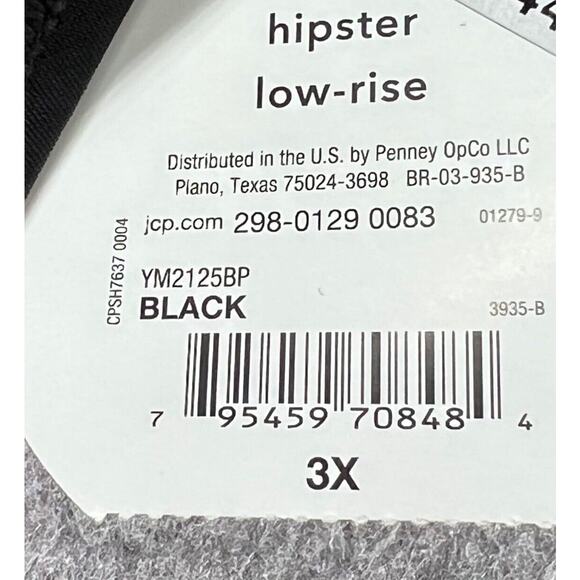 hipster
low-rise
Distributed in the U.S. by Penney OpCo LLC
Plano, Texas 75024-3698 BR-03-935-B
jcp.com 298-0129 0083 01279-9
CPSH7637 0004
YM2125BP
BLACK 3935-B
7 95459 70848 4
3X